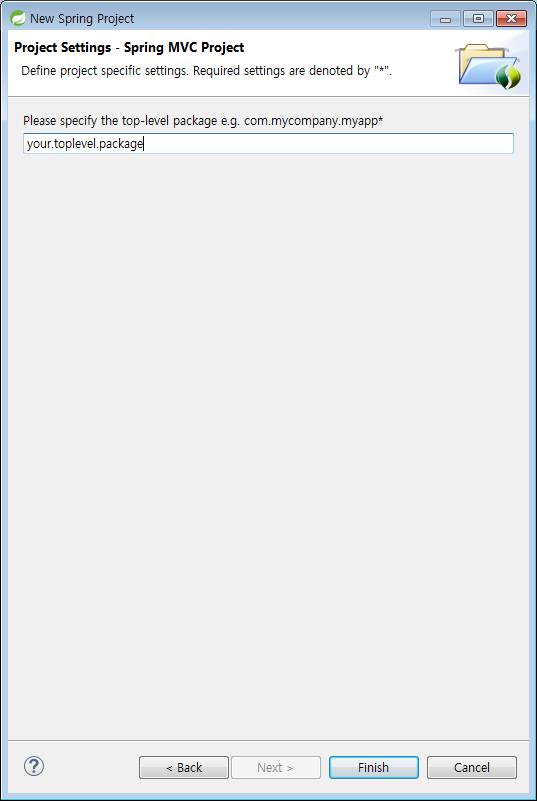 New Spring Project
Project Settings - Spring MVC Project
Define project specific settings. Required settings are denoted by "*".
Please specify the top-level package e.g. com.mycompany.myapp*
your.toplevel.package
?
< Back
Next >
Finish
Cancel